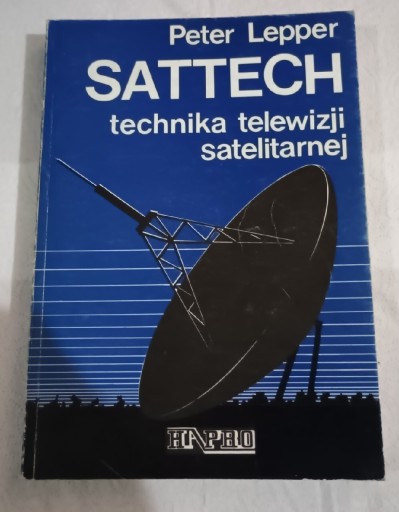 Peter Lepper
SATTECH
technika telewizji
satelitarnej
HAPRO